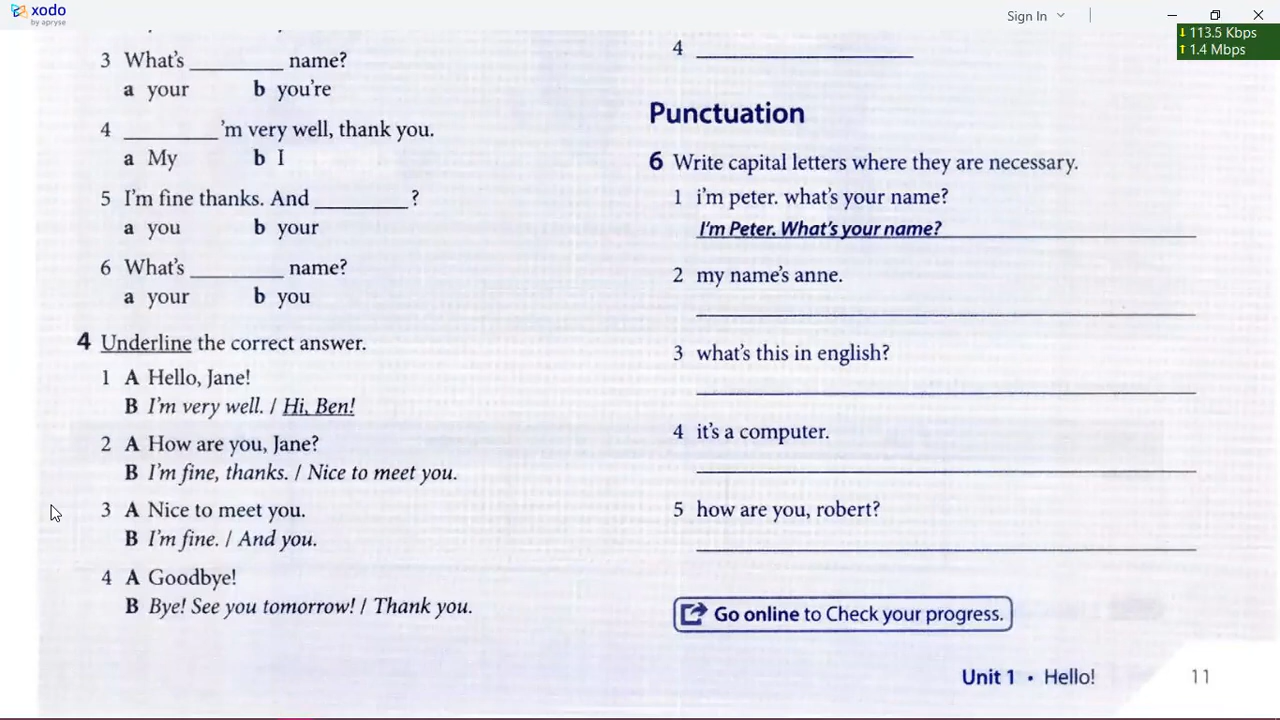 xodo
by apryse
Sign In
113.5 Kbps
1.4 Mbps
3 What's ________ name?
a your b you're
4 ________ 'm very well, thank you.
a My b I
5 I'm fine thanks. And ________ ?
a you b your
6 What's ________ name?
a your b you
4 Underline the correct answer.
1 A Hello, Jane!
B I'm very well. / Hi, Ben!
2 A How are you, Jane?
B I'm fine, thanks. / Nice to meet you.
3 A Nice to meet you.
B I'm fine. / And you.
4 A Goodbye!
B Bye! See you tomorrow! / Thank you.
4 ________
Punctuation
6 Write capital letters where they are necessary.
1 i'm peter. what's your name?
I'm Peter. What's your name?
2 my name's anne.
3 what's this in english?
4 it's a computer.
5 how are you, robert?
Go online to Check your progress.
Unit 1 • Hello! 11